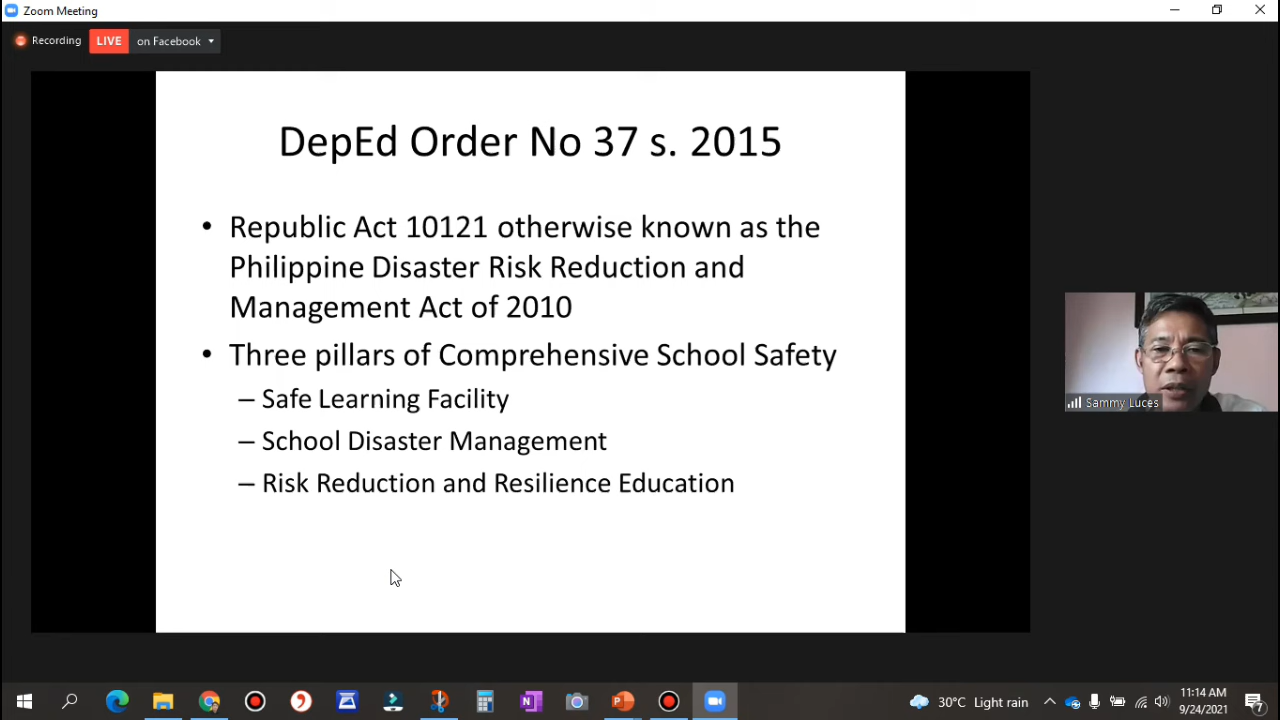 Zoom Meeting
Recording
LIVE
on Facebook
DepEd Order No 37 s. 2015
• Republic Act 10121 otherwise known as the
Philippine Disaster Risk Reduction and
Management Act of 2010
• Three pillars of Comprehensive School Safety
– Safe Learning Facility
– School Disaster Management
– Risk Reduction and Resilience Education
Sammy Luces
30°C Light rain
11:14 AM
9/24/2021
7